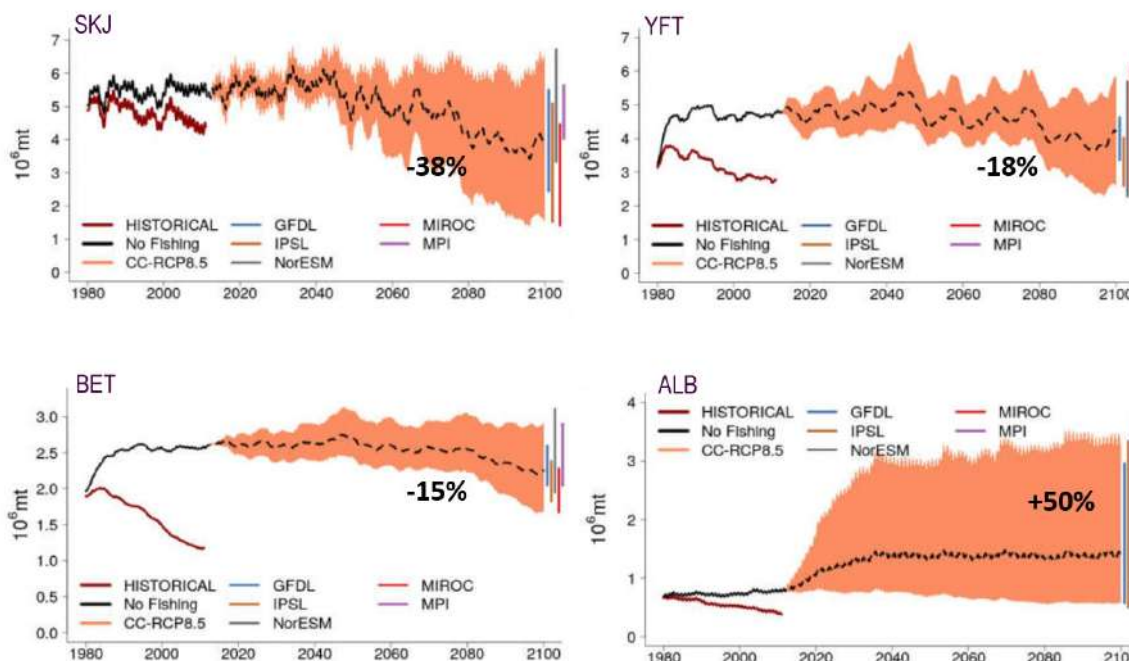 SKJ
7
6
5
4
3
2
1
0
10⁶mt
-38%
HISTORICAL GFDL MIROC
No Fishing IPSL MPI
CC-RCP8.5 NorESM
1980 2000 2020 2040 2060 2080 2100
YFT
7
6
5
4
3
2
1
0
10⁶mt
-18%
HISTORICAL GFDL MIROC
No Fishing IPSL MPI
CC-RCP8.5 NorESM
1980 2000 2020 2040 2060 2080 2100
BET
3.0
2.5
2.0
1.5
1.0
0.5
0.0
10⁶mt
-15%
HISTORICAL GFDL MIROC
No Fishing IPSL MPI
CC-RCP8.5 NorESM
1980 2000 2020 2040 2060 2080 2100
ALB
4
3
2
1
0
10⁶mt
HISTORICAL GFDL MIROC
No Fishing IPSL MPI
CC-RCP8.5 NorESM
+50%
1980 2000 2020 2040 2060 2080 2100